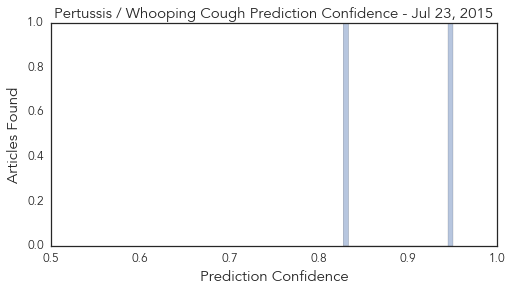 Pertussis / Whooping Cough Prediction Confidence - Jul 23, 2015
1.0
0.8
0.6
0.4
0.2
0.0
Articles Found
0.5 0.6 0.7 0.8 0.9 1.0
Prediction Confidence